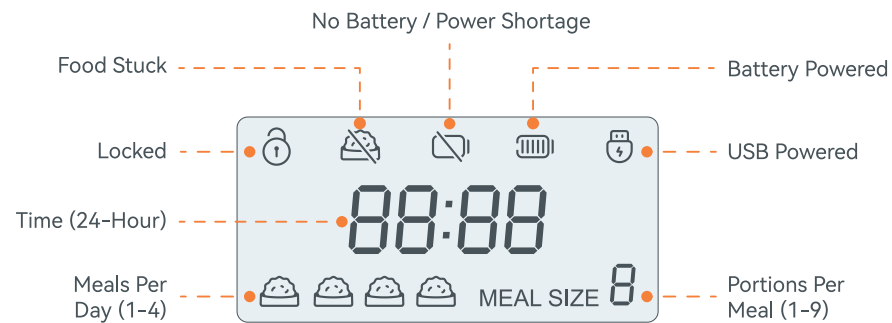 No Battery / Power Shortage
Food Stuck
Battery Powered
Locked
USB Powered
Time (24-Hour)
88:88
Meals Per
Day (1-4)
MEAL SIZE 8
Portions Per
Meal (1-9)